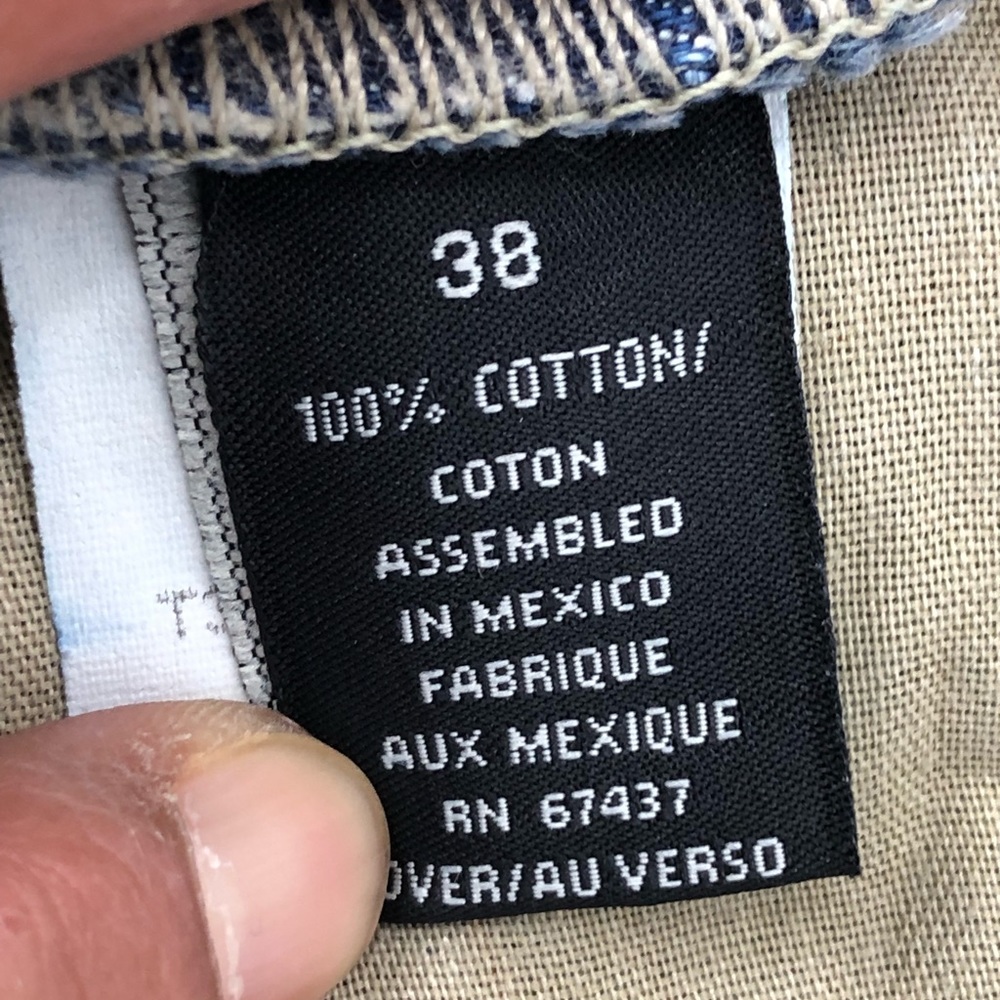 38
100% COTTON/
COTON
ASSEMBLED
IN MEXICO
FABRIQUE
AUX MEXIQUE
RN 67437
OVER/AU VERSO